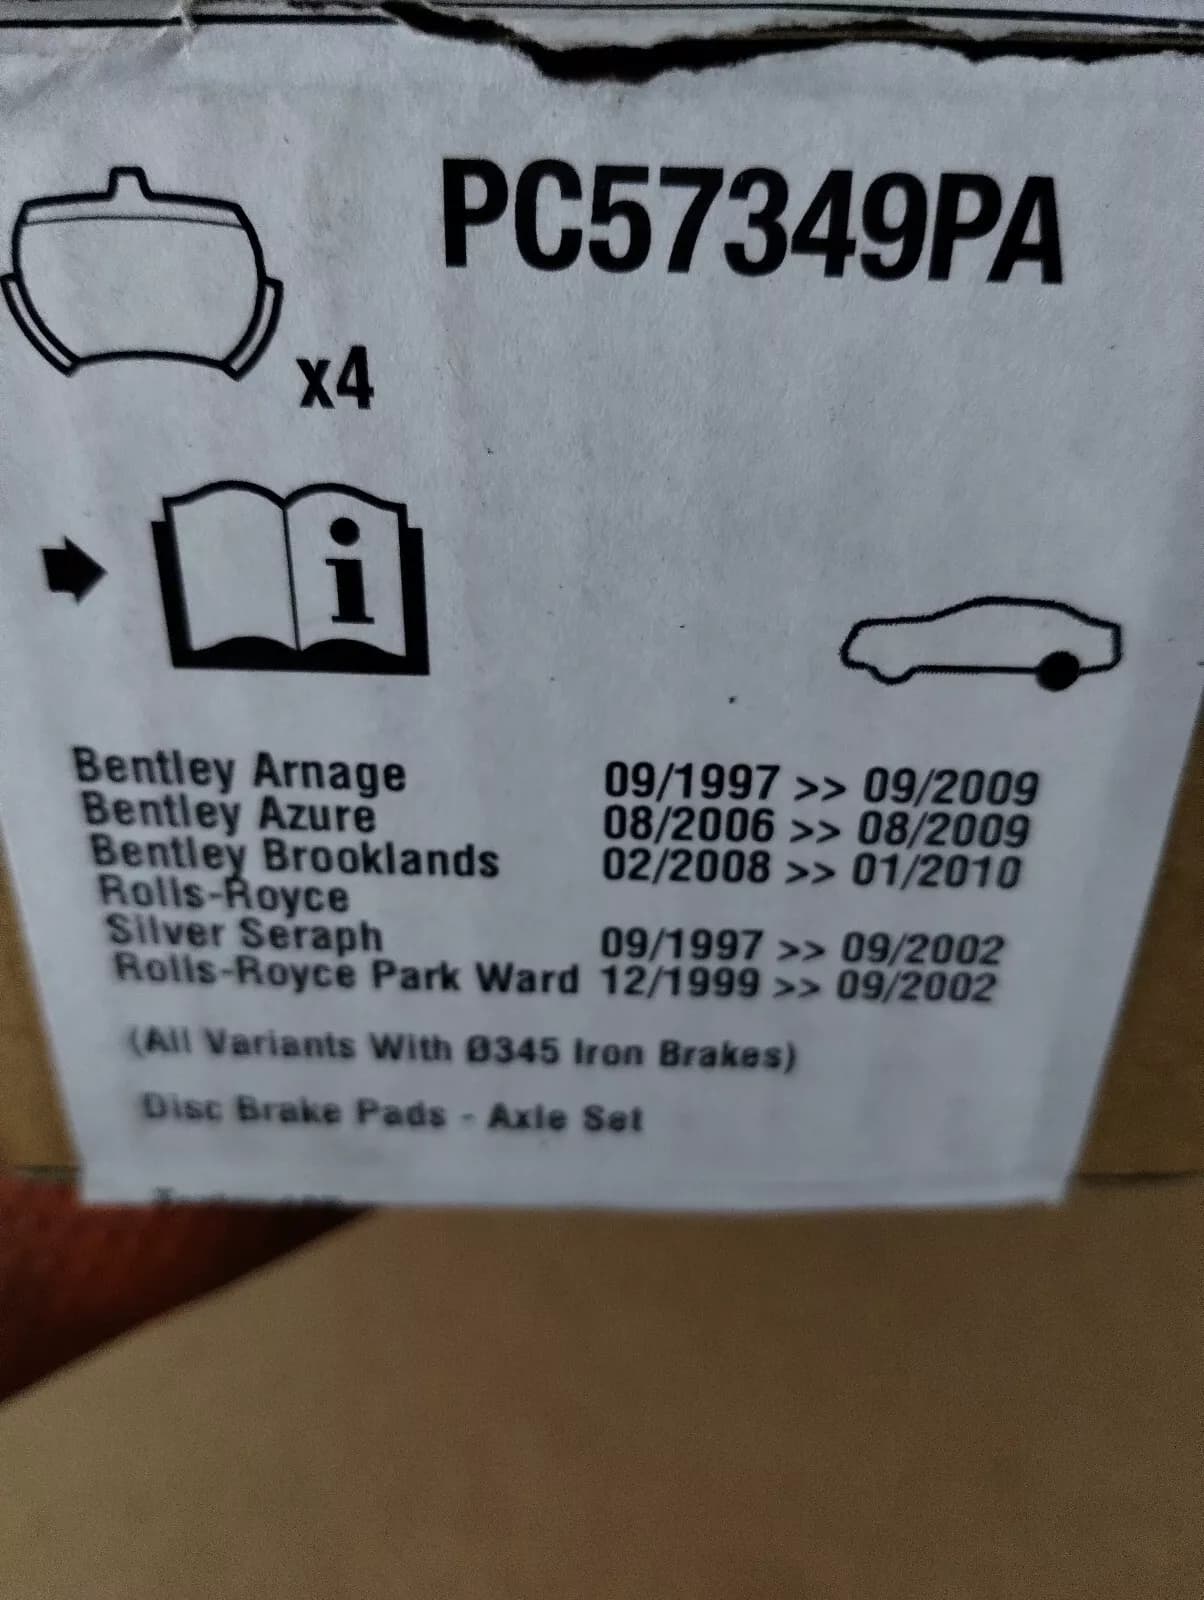 PC57349PA
x4
i
Bentley Arnage 09/1997 >> 09/2009
Bentley Azure 08/2006 >> 08/2009
Bentley Brooklands 02/2008 >> 01/2010
Rolls-Royce
Silver Seraph 09/1997 >> 09/2002
Rolls-Royce Park Ward 12/1999 >> 09/2002
(All Variants With Ø345 Iron Brakes)
Disc Brake Pads - Axle Set